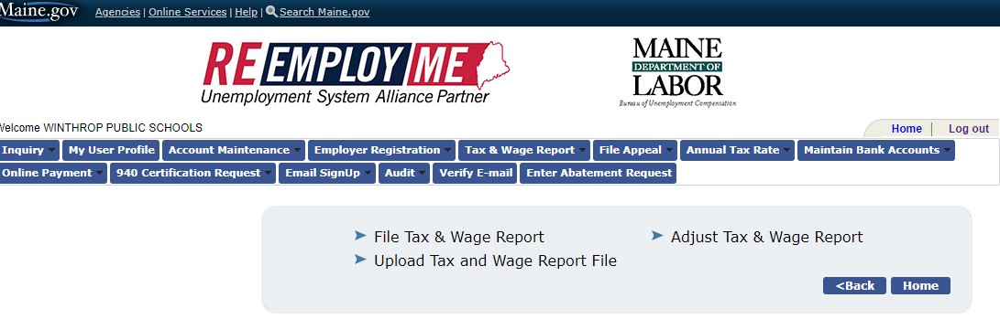 Maine.gov Agencies | Online Services | Help | Search Maine.gov
REEMPLOYME
Unemployment System Alliance Partner
MAINE
DEPARTMENT OF
LABOR
Bureau of Unemployment Compensation
Welcome WINTHROP PUBLIC SCHOOLS
Home | Log out
Inquiry My User Profile Account Maintenance Employer Registration Tax & Wage Report File Appeal Annual Tax Rate Maintain Bank Accounts
Online Payment 940 Certification Request Email SignUp Audit Verify E-mail Enter Abatement Request
File Tax & Wage Report Adjust Tax & Wage Report
Upload Tax and Wage Report File
<Back Home